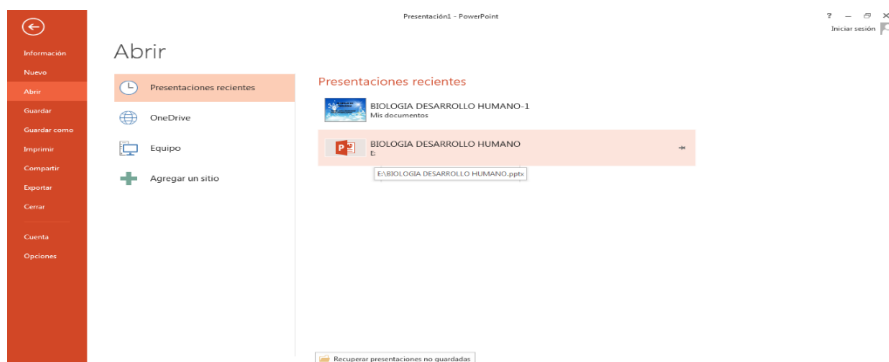 Presentación1 - PowerPoint
?
Iniciar sesión
Información
Nuevo
Abrir
Guardar
Guardar como
Imprimir
Compartir
Exportar
Cerrar
Cuenta
Opciones
Abrir
Presentaciones recientes
OneDrive
Equipo
Agregar un sitio
Presentaciones recientes
BIOLOGIA DESARROLLO HUMANO-1
Mis documentos
BIOLOGIA DESARROLLO HUMANO
E:\BIOLOGIA DESARROLLO HUMANO.pptx
Recuperar presentaciones no guardadas